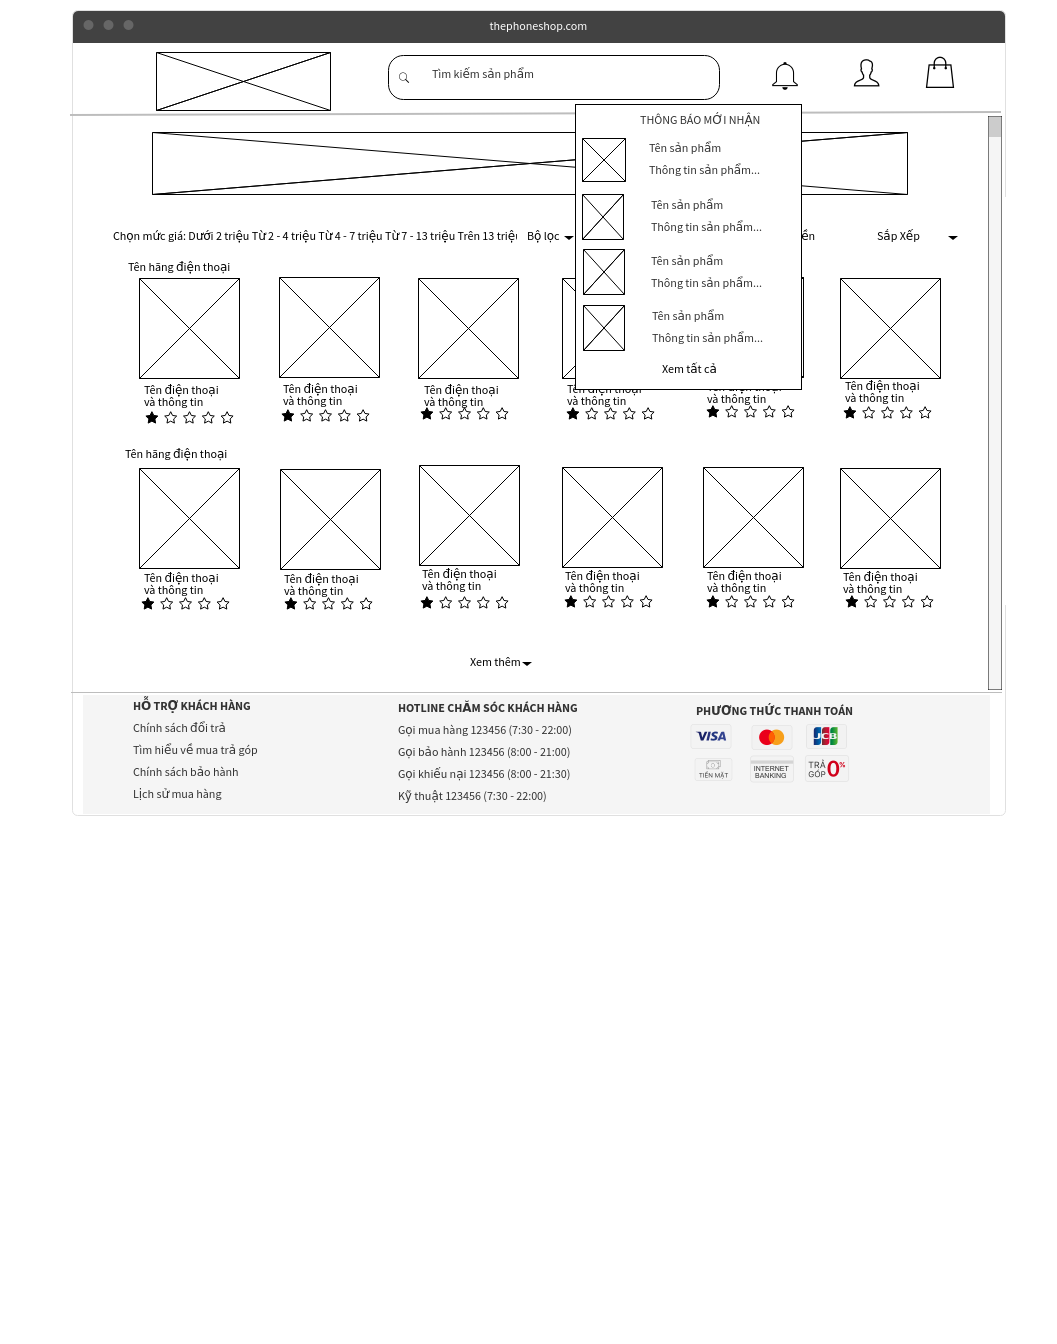 thephoneshop.com
Tìm kiếm sản phẩm
THÔNG BÁO MỚI NHẬN
Tên sản phẩm
Thông tin sản phẩm...
Tên sản phẩm
Thông tin sản phẩm...
Tên sản phẩm
Thông tin sản phẩm...
Tên sản phẩm
Thông tin sản phẩm...
Xem tất cả
Chọn mức giá: Dưới 2 triệu Từ 2 - 4 triệu Từ 4 - 7 triệu Từ 7 - 13 triệu Trên 13 triệu Bộ lọc Sắp Xếp
Tên hãng điện thoại
Tên điện thoại
và thông tin
Tên điện thoại
và thông tin
Tên điện thoại
và thông tin
Tên điện thoại
và thông tin
và thông tin
Tên điện thoại
và thông tin
Tên hãng điện thoại
Tên điện thoại
và thông tin
Tên điện thoại
và thông tin
Tên điện thoại
và thông tin
Tên điện thoại
và thông tin
Tên điện thoại
và thông tin
Tên điện thoại
và thông tin
Xem thêm
HỖ TRỢ KHÁCH HÀNG
Chính sách đổi trả
Tìm hiểu về mua trả góp
Chính sách bảo hành
Lịch sử mua hàng
HOTLINE CHĂM SÓC KHÁCH HÀNG
Gọi mua hàng 123456 (7:30 - 22:00)
Gọi bảo hành 123456 (8:00 - 21:00)
Gọi khiếu nại 123456 (8:00 - 21:30)
Kỹ thuật 123456 (7:30 - 22:00)
PHƯƠNG THỨC THANH TOÁN
VISA
JCB
TIỀN MẶT
INTERNET
BANKING
TRẢ
GÓP 0%